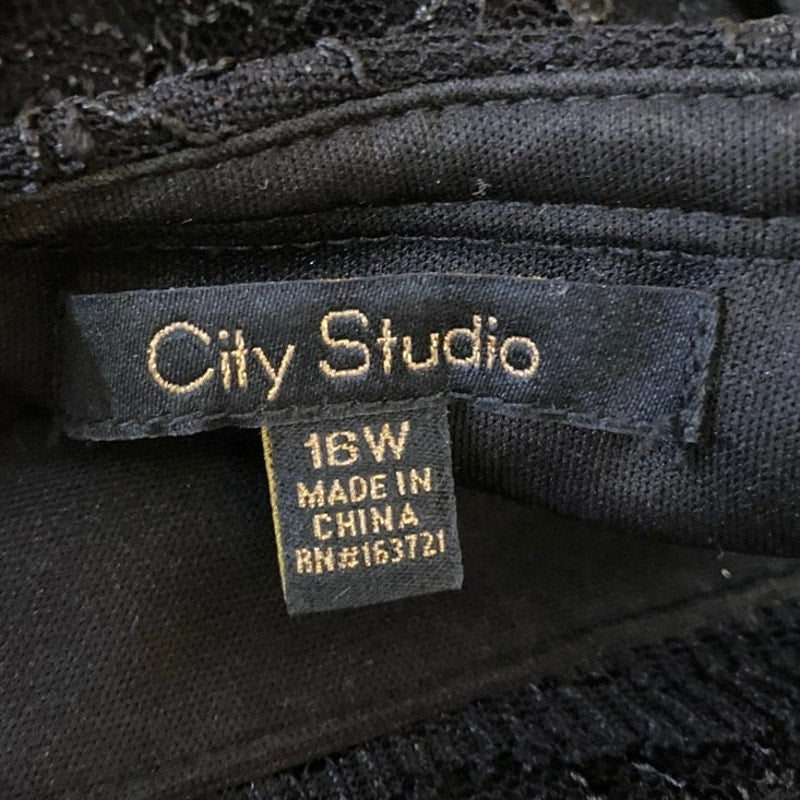 City Studio
16W
MADE IN
CHINA
RN#163721